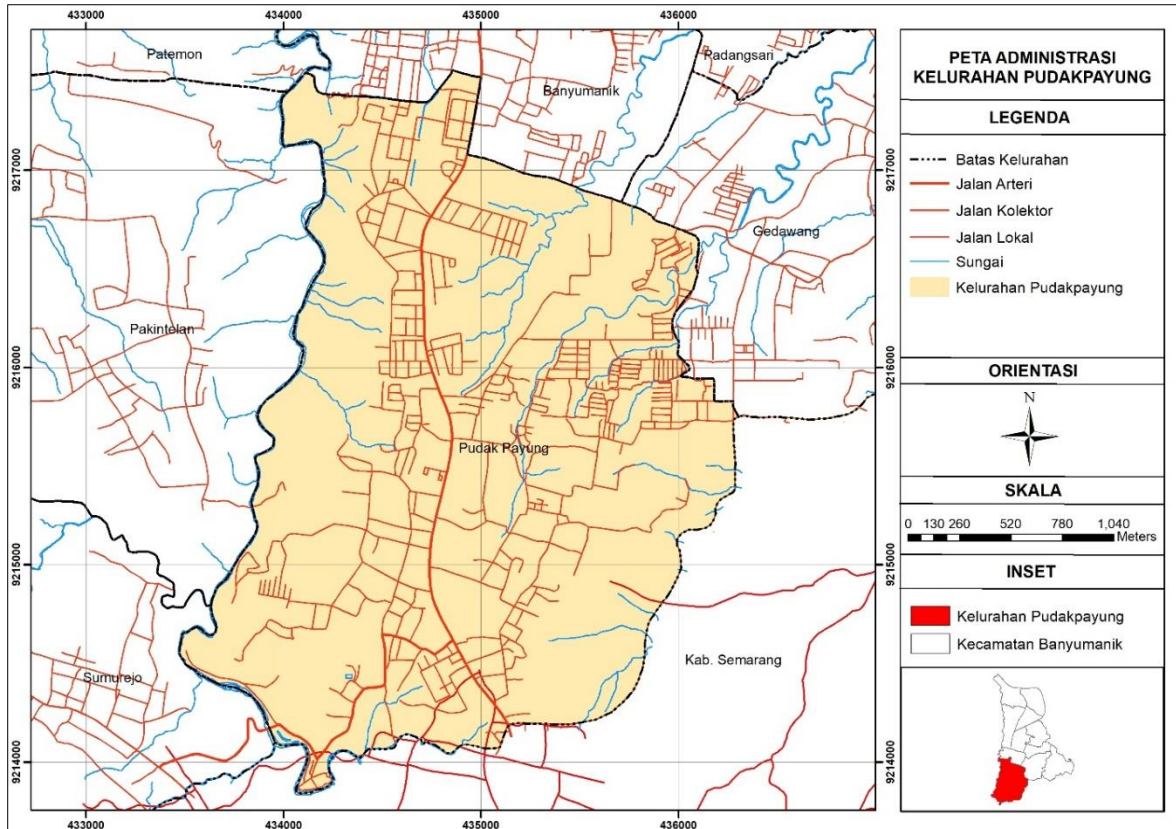 433000 434000 435000 436000
Patemon
Padangsari
Banyumanik
9217000 9217000
Gedawang
Pakintelan
9216000 9216000
Pudak Payung
9215000 9215000
Kab. Semarang
Sumurejo
9214000 9214000
433000 434000 435000 436000
PETA ADMINISTRASI
KELURAHAN PUDAKPAYUNG
LEGENDA
Batas Kelurahan
Jalan Arteri
Jalan Kolektor
Jalan Lokal
Sungai
Kelurahan Pudakpayung
ORIENTASI
N
SKALA
0 130 260 520 780 1,040
Meters
INSET
Kelurahan Pudakpayung
Kecamatan Banyumanik